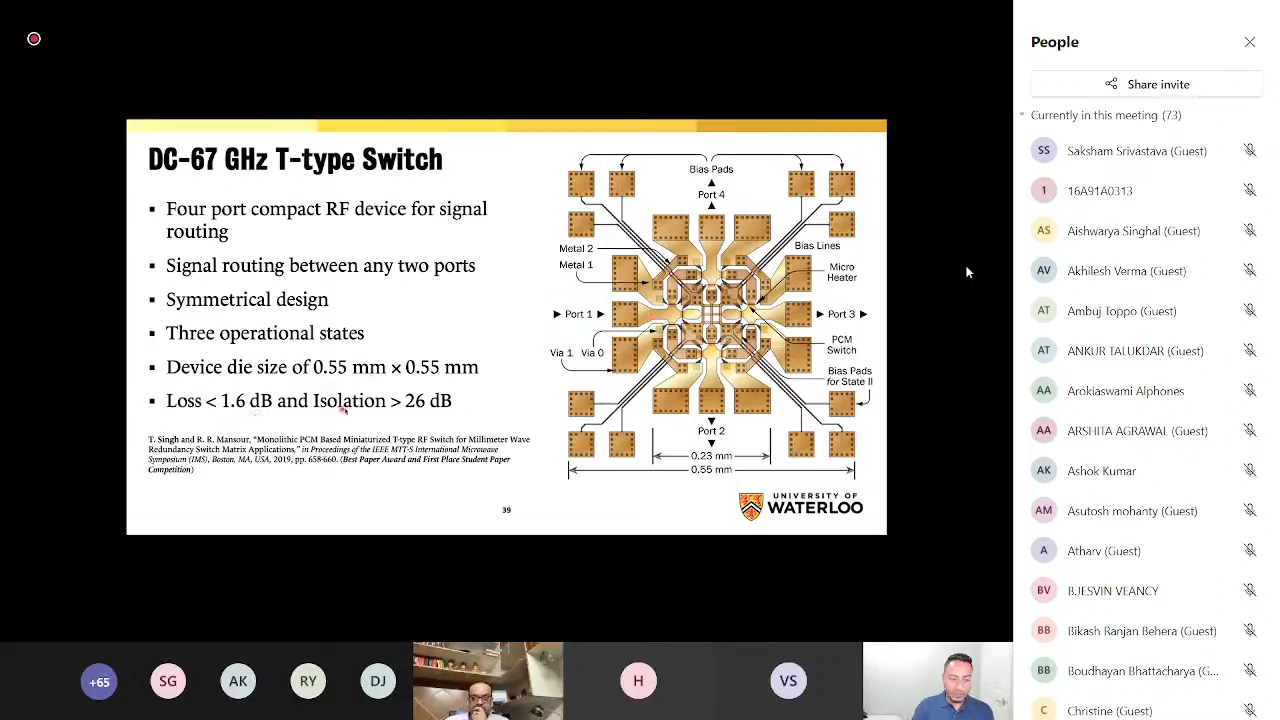 DC-67 GHz T-type Switch
▪ Four port compact RF device for signal
routing
▪ Signal routing between any two ports
▪ Symmetrical design
▪ Three operational states
▪ Device die size of 0.55 mm × 0.55 mm
▪ Loss < 1.6 dB and Isolation > 26 dB
T. Singh and R. R. Mansour, "Monolithic PCM Based Miniaturized T-type RF Switch for Millimeter Wave
Redundancy Switch Matrix Applications," in Proceedings of the IEEE MTT-S International Microwave
Symposium (IMS), Boston, MA, USA, 2019, pp. 658-660. (Best Paper Award and First Place Student Paper
Competition)
39
Bias Pads
Port 4
Metal 2
Metal 1
Bias Lines
Micro
Heater
Port 1
Port 3
PCM
Switch
Via 1 Via 0
Bias Pads
for State II
Port 2
0.23 mm
0.55 mm
UNIVERSITY OF
WATERLOO
People
Share invite
Currently in this meeting (73)
SS Saksham Srivastava (Guest)
1 16A91A0313
AS Aishwarya Singhal (Guest)
AV Akhilesh Verma (Guest)
AT Ambuj Toppo (Guest)
AT ANKUR TALUKDAR (Guest)
AA Arokiaswami Alphones
AA ARSHITA AGRAWAL (Guest)
AK Ashok Kumar
AM Asutosh mohanty (Guest)
A Atharv (Guest)
BV B.JESVIN VEANCY
BB Bikash Ranjan Behera (Guest)
BB Boudhayan Bhattacharya (G...
C Christine (Guest)
+65
SG
AK
RY
DJ
H
VS